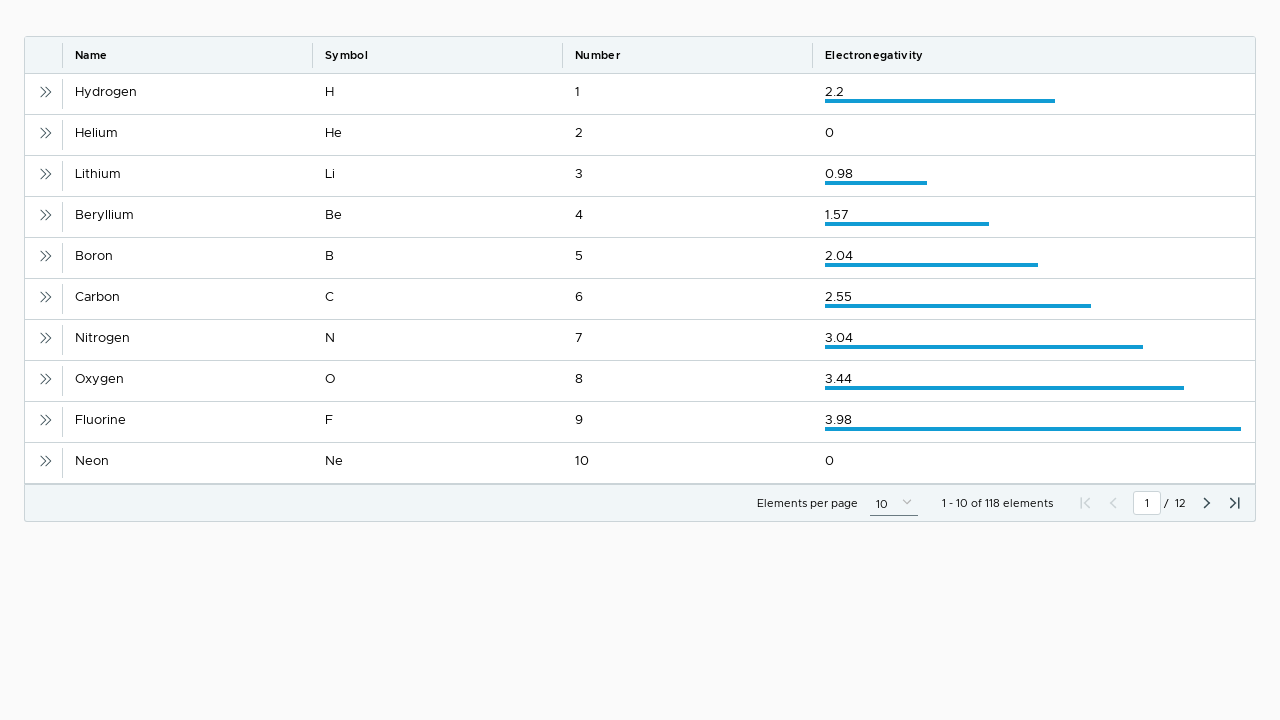 Name Symbol Number Electronegativity
Hydrogen H 1 2.2
Helium He 2 0
Lithium Li 3 0.98
Beryllium Be 4 1.57
Boron B 5 2.04
Carbon C 6 2.55
Nitrogen N 7 3.04
Oxygen O 8 3.44
Fluorine F 9 3.98
Neon Ne 10 0
Elements per page 10 1 - 10 of 118 elements 1 / 12